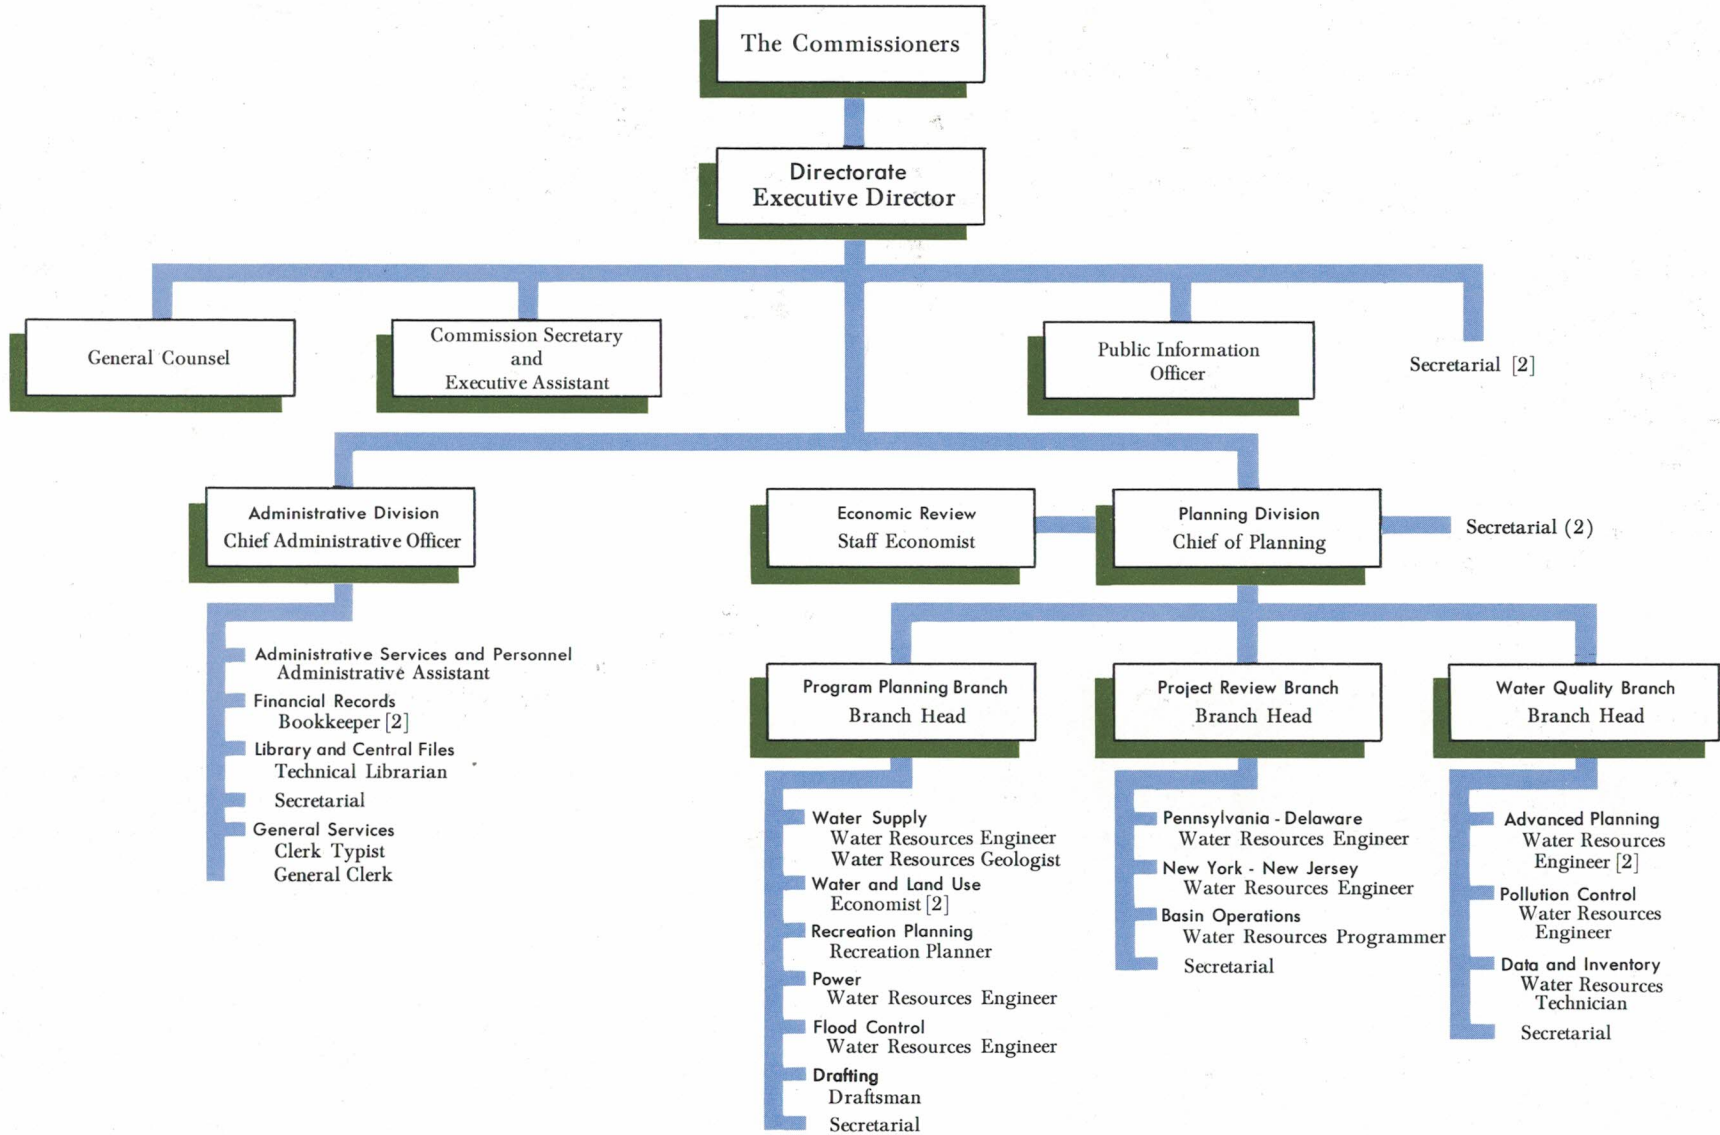 The Commissioners
Directorate
Executive Director
General Counsel
Commission Secretary
and
Executive Assistant
Public Information
Officer
Secretarial [2]
Administrative Division
Chief Administrative Officer
Economic Review
Staff Economist
Planning Division
Chief of Planning
Secretarial (2)
Administrative Services and Personnel
Administrative Assistant
Financial Records
Bookkeeper [2]
Library and Central Files
Technical Librarian
Secretarial
General Services
Clerk Typist
General Clerk
Program Planning Branch
Branch Head
Water Supply
Water Resources Engineer
Water Resources Geologist
Water and Land Use
Economist [2]
Recreation Planning
Recreation Planner
Power
Water Resources Engineer
Flood Control
Water Resources Engineer
Drafting
Draftsman
Secretarial
Project Review Branch
Branch Head
Pennsylvania - Delaware
Water Resources Engineer
New York - New Jersey
Water Resources Engineer
Basin Operations
Water Resources Programmer
Secretarial
Water Quality Branch
Branch Head
Advanced Planning
Water Resources
Engineer [2]
Pollution Control
Water Resources
Engineer
Data and Inventory
Water Resources
Technician
Secretarial